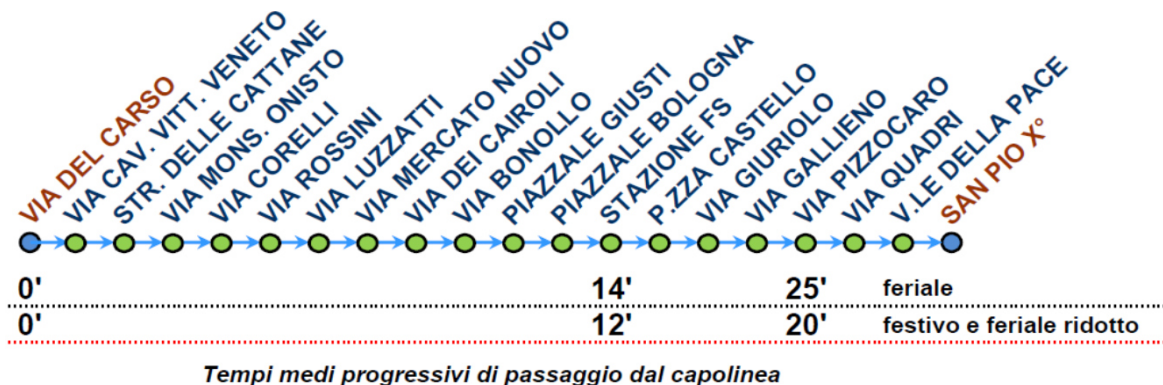 VIA DEL CARSO
VIA CAV. VITT. VENETO
STR. DELLE CATTANE
VIA MONS. ONISTO
VIA CORELLI
VIA ROSSINI
VIA LUZZATTI
VIA MERCATO NUOVO
VIA DEI CAIROLI
VIA BONOLLO
PIAZZALE GIUSTI
PIAZZALE BOLOGNA
STAZIONE FS
P.ZZA CASTELLO
VIA GIURIOLO
VIA GALLIENO
VIA PIZZOCARO
VIA QUADRI
V.LE DELLA PACE
SAN PIO X°
0' 14' 25' feriale
0' 12' 20' festivo e feriale ridotto
Tempi medi progressivi di passaggio dal capolinea